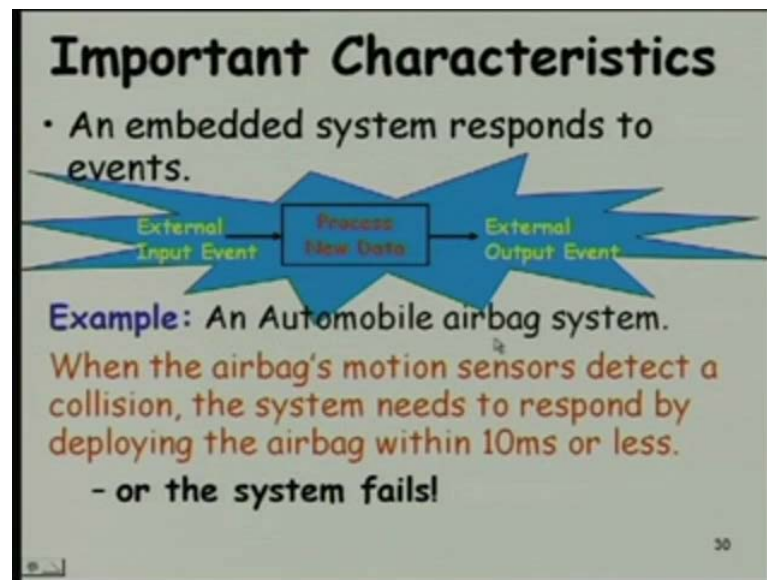 Important Characteristics
· An embedded system responds to
events.
External
Input Event
Process
New Data
External
Output Event
Example: An Automobile airbag system.
When the airbag's motion sensors detect a
collision, the system needs to respond by
deploying the airbag within 10ms or less.
- or the system fails!
30